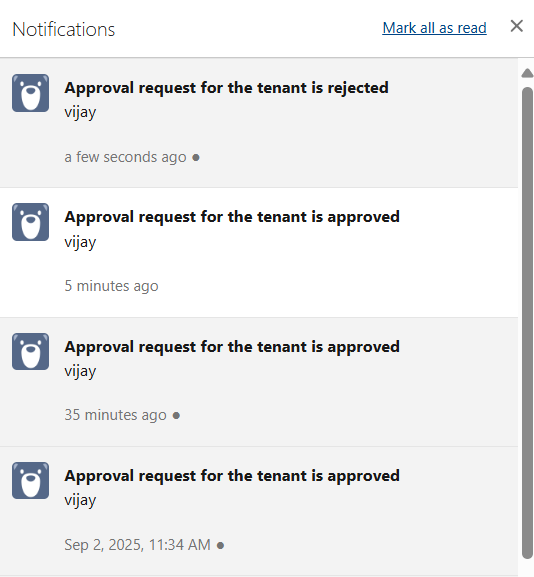 Notifications
Mark all as read
Approval request for the tenant is rejected
vijay
a few seconds ago
Approval request for the tenant is approved
vijay
5 minutes ago
Approval request for the tenant is approved
vijay
35 minutes ago
Approval request for the tenant is approved
vijay
Sep 2, 2025, 11:34 AM